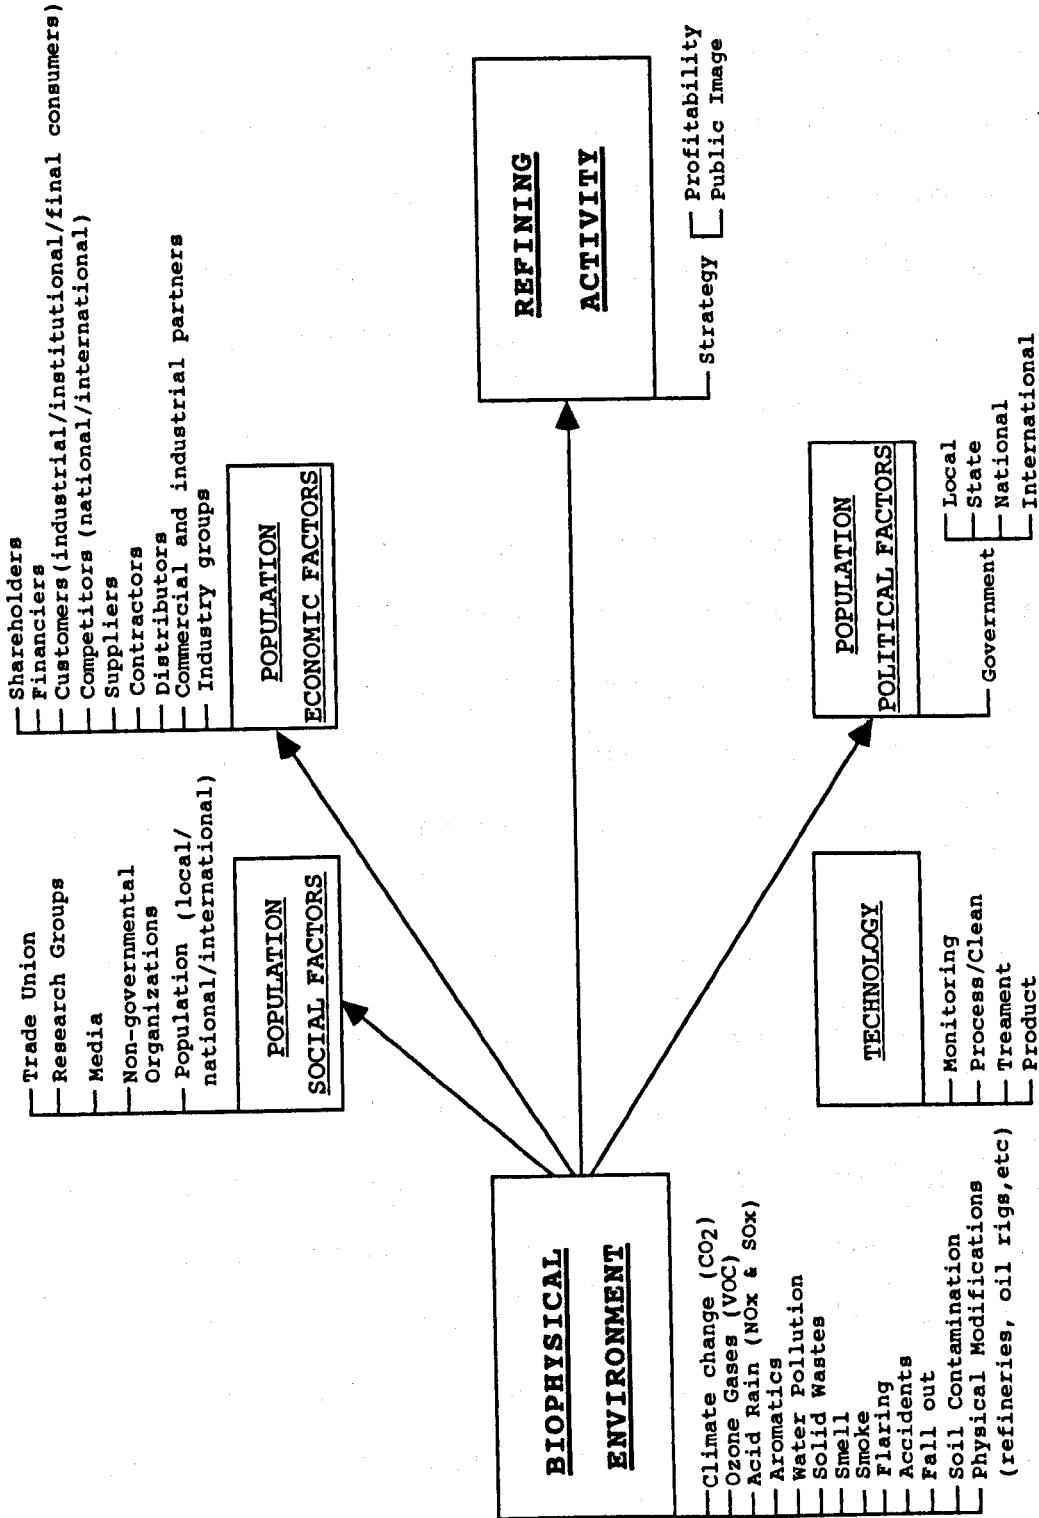 Trade Union
Research Groups
Media
Non-governmental
Organizations
Population (local/
national/international)
POPULATION
SOCIAL FACTORS
Shareholders
Financiers
Customers(industrial/institutional/final consumers)
Competitors (national/international)
Suppliers
Contractors
Distributors
Commercial and industrial partners
Industry groups
POPULATION
ECONOMIC FACTORS
BIOPHYSICAL
ENVIRONMENT
Climate change (CO2)
Ozone Gases (VOC)
Acid Rain (NOx & SOx)
Aromatics
Water Pollution
Solid Wastes
Smell
Smoke
Flaring
Accidents
Fall out
Soil Contamination
Physical Modifications
(refineries, oil rigs,etc)
REFINING
ACTIVITY
Strategy
Profitability
Public Image
TECHNOLOGY
Monitoring
Process/Clean
Treament
Product
POPULATION
POLITICAL FACTORS
Government
Local
State
National
International